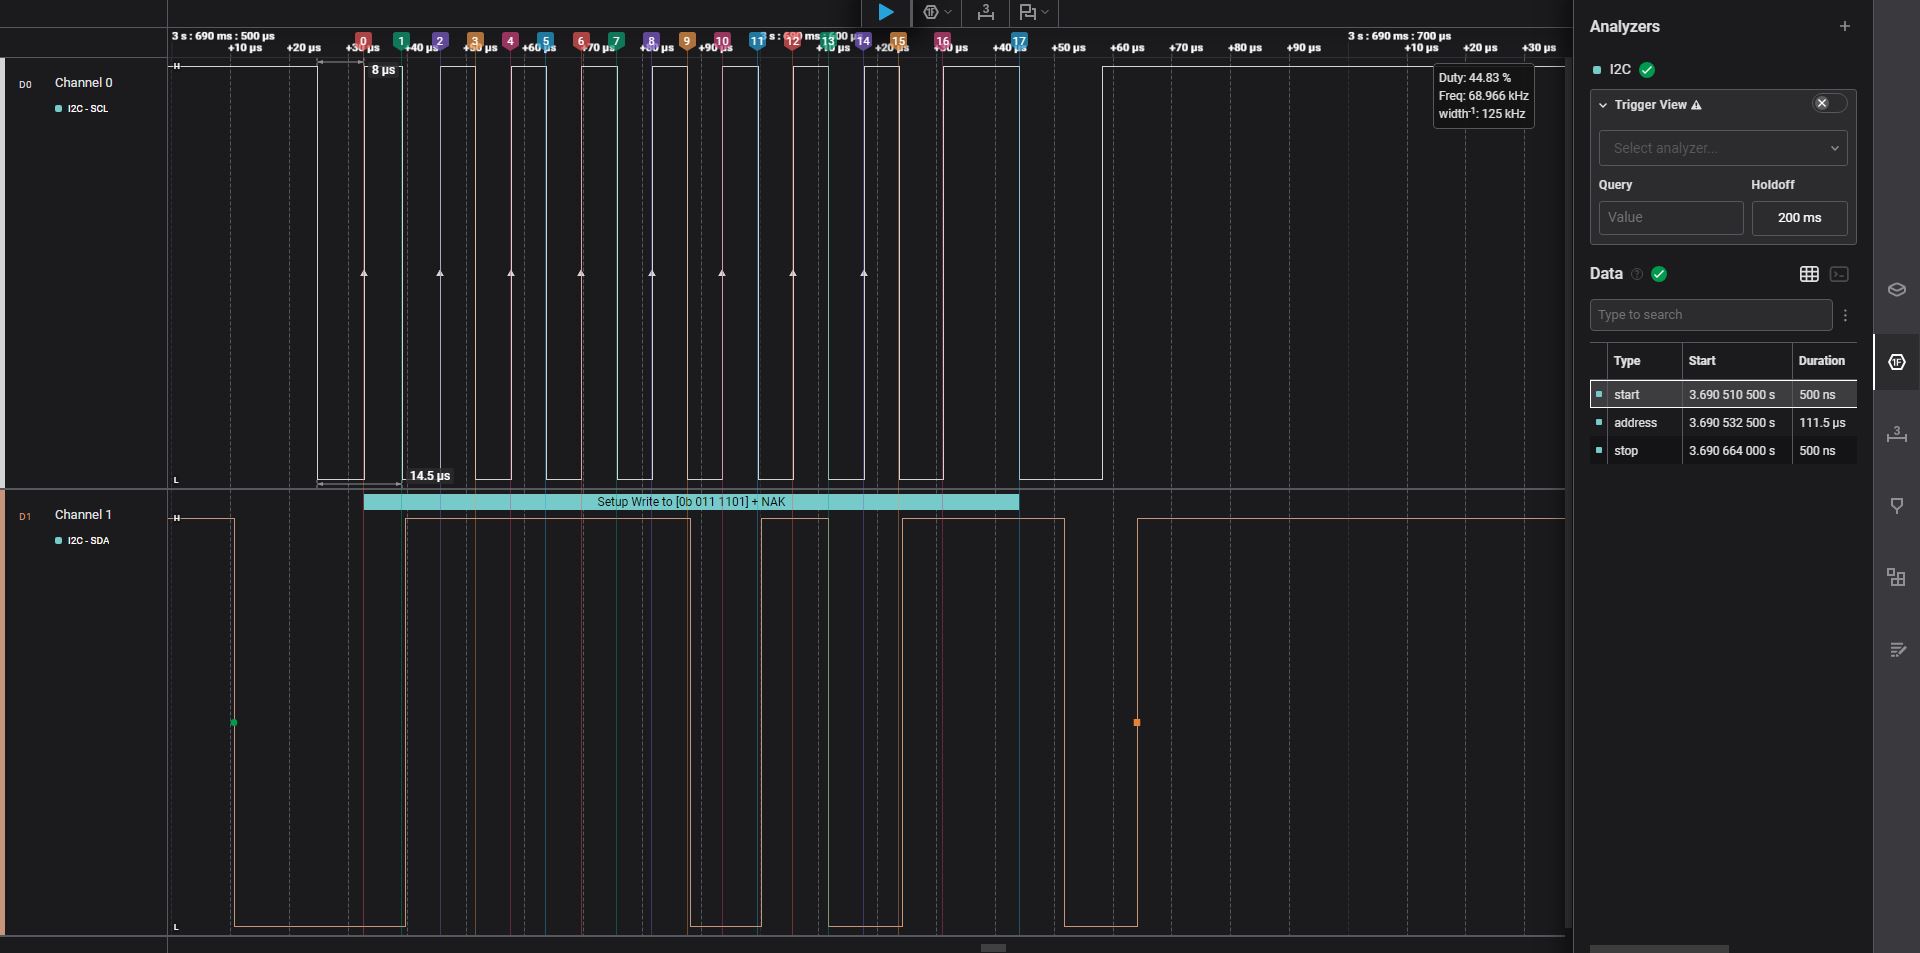 3
3 s : 690 ms : 500 µs
3 s : 690 ms : 600 µs
3 s : 690 ms : 700 µs
+10 µs +20 µs +30 µs +40 µs +50 µs +60 µs +70 µs +80 µs +90 µs +10 µs +20 µs +30 µs +40 µs +50 µs +60 µs +70 µs +80 µs +90 µs +10 µs +20 µs +30 µs
0 1 2 3 4 5 6 7 8 9 10 11 12 13 14 15 16 17
D0 Channel 0
I2C - SCL
H
8 µs
Duty: 44.83 %
Freq: 68.966 kHz
width-1: 125 kHz
14.5 µs
L
Setup Write to [0b 011 1101] + NAK
D1 Channel 1
I2C - SDA
H
L
Analyzers +
I2C
Trigger View
Select analyzer...
Query Holdoff
Value 200 ms
Data
Type to search
Type Start Duration
start 3.690 510 500 s 500 ns
address 3.690 532 500 s 111.5 µs
stop 3.690 664 000 s 500 ns
1F
3